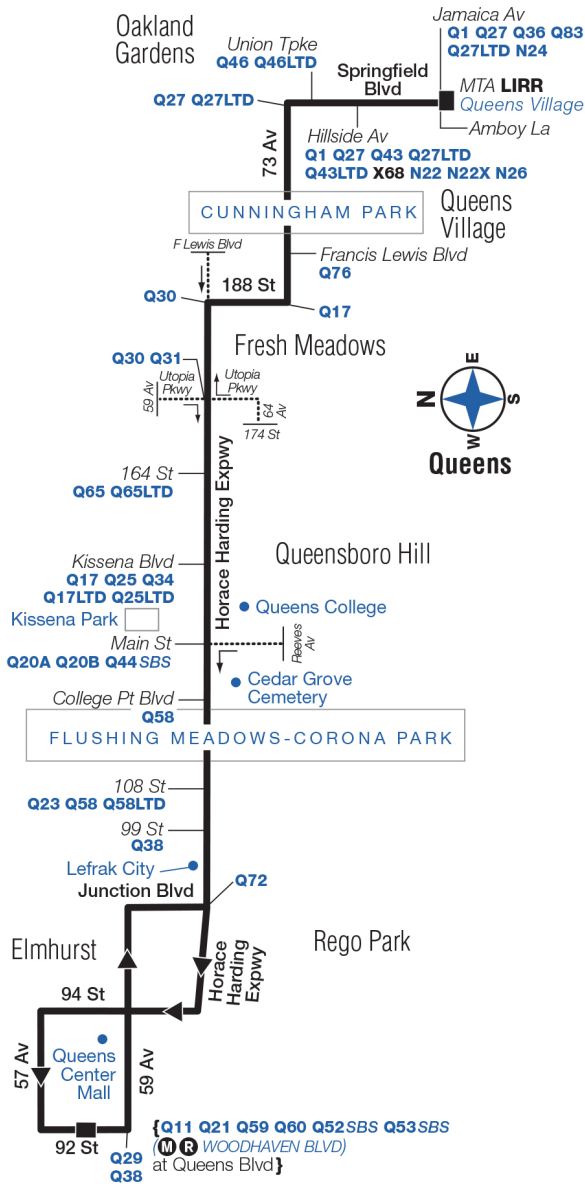 Oakland
Gardens
Jamaica Av
Q1 Q27 Q36 Q83
Q27LTD N24
Union Tpke
Q46 Q46LTD
Springfield
Blvd
MTA LIRR
Queens Village
Q27 Q27LTD
Amboy La
Hillside Av
Q1 Q27 Q43 Q27LTD
Q43LTD X68 N22 N22X N26
73 Av
CUNNINGHAM PARK
Queens
Village
F Lewis Blvd
Francis Lewis Blvd
Q76
188 St
Q30
Q17
Fresh Meadows
Q30 Q31
Utopia
Pkwy
Utopia
Pkwy
59 Av
64
Av
174 St
E
N
S
W
Queens
Horace Harding Expwy
164 St
Q65 Q65LTD
Kissena Blvd
Q17 Q25 Q34
Q17LTD Q25LTD
Queensboro Hill
Kissena Park
Queens College
Main St
Q20A Q20B Q44SBS
Reeves
Av
Cedar Grove
Cemetery
College Pt Blvd
Q58
FLUSHING MEADOWS-CORONA PARK
108 St
Q23 Q58 Q58LTD
99 St
Q38
Lefrak City
Junction Blvd
Q72
Elmhurst
Rego Park
Horace
Harding
Expwy
94 St
57 Av
Queens
Center
Mall
59 Av
92 St
Q29
Q38
{Q11 Q21 Q59 Q60 Q52SBS Q53SBS
(M R WOODHAVEN BLVD)
at Queens Blvd}